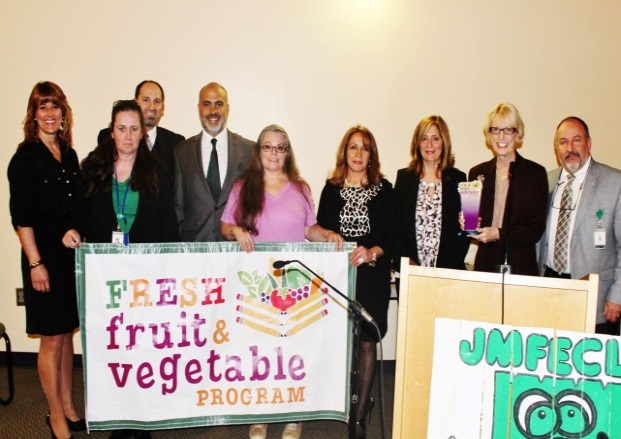 FRESH
fruit &
vegetable
PROGRAM
JMFECL